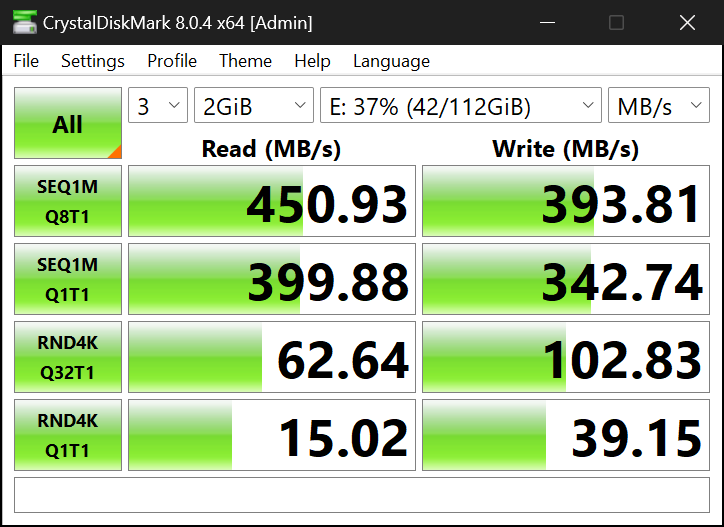 CrystalDiskMark 8.0.4 x64 [Admin]
File Settings Profile Theme Help Language
All 3 2GiB E: 37% (42/112GiB) MB/s
Read (MB/s) Write (MB/s)
SEQ1M
Q8T1
450.93 393.81
SEQ1M
Q1T1
399.88 342.74
RND4K
Q32T1
62.64 102.83
RND4K
Q1T1
15.02 39.15